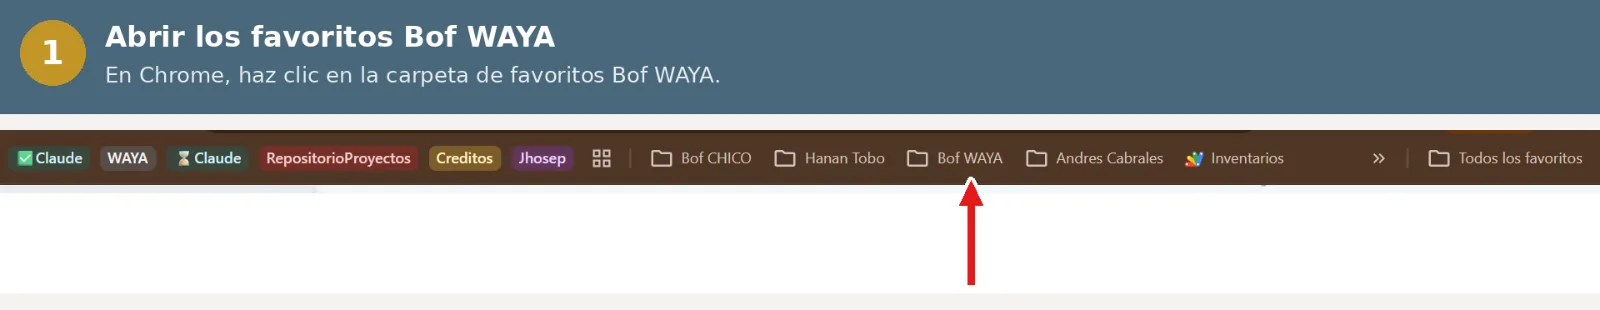 1
Abrir los favoritos Bof WAYA
En Chrome, haz clic en la carpeta de favoritos Bof WAYA.
✅Claude WAYA ⌛Claude RepositorioProyectos Creditos Jhosep Bof CHICO Hanan Tobo Bof WAYA Andres Cabrales Inventarios » Todos los favoritos